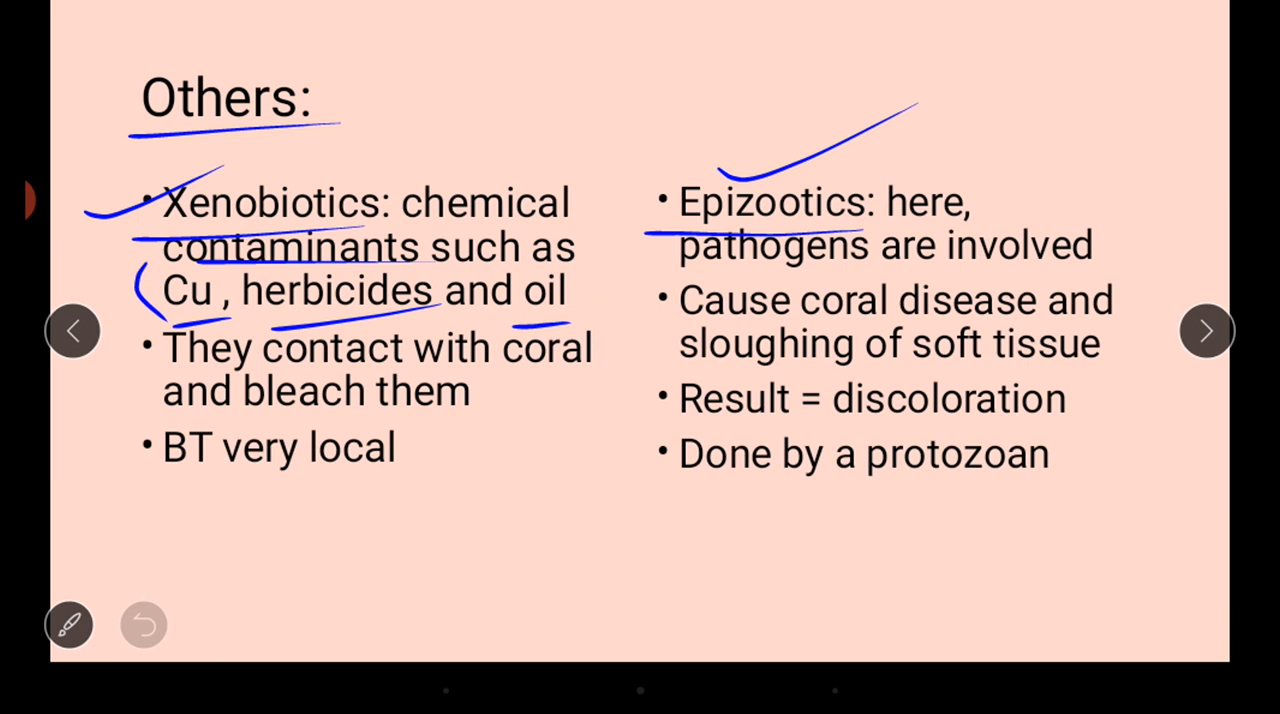 Others:
• Xenobiotics: chemical
contaminants such as
Cu , herbicides and oil
• They contact with coral
and bleach them
• BT very local
• Epizootics: here,
pathogens are involved
• Cause coral disease and
sloughing of soft tissue
• Result = discoloration
• Done by a protozoan